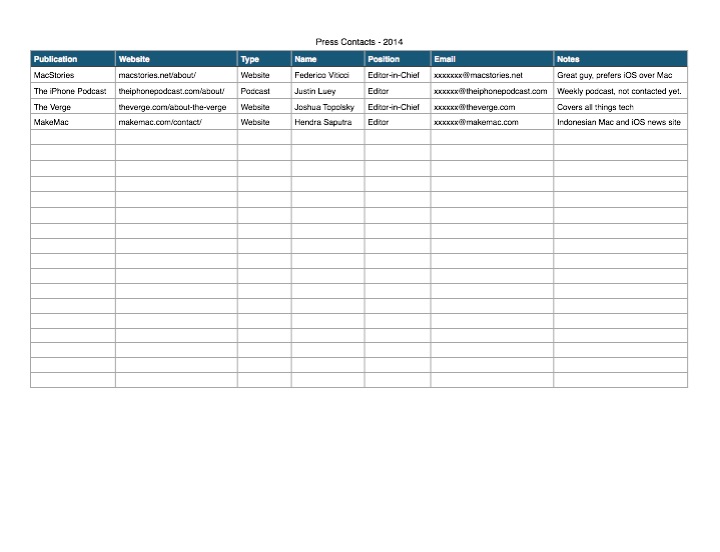 Press Contacts - 2014
Publication Website Type Name Position Email Notes
MacStories macstories.net/about/ Website Federico Viticci Editor-in-Chief xxxxxxx@macstories.net Great guy, prefers iOS over Mac
The iPhone Podcast theiphonepodcast.com/about/ Podcast Justin Luey Editor xxxxxx@theiphonepodcast.com Weekly podcast, not contacted yet.
The Verge theverge.com/about-the-verge Website Joshua Topolsky Editor-in-Chief xxxxxx@theverge.com Covers all things tech
MakeMac makemac.com/contact/ Website Hendra Saputra Editor xxxxxx@makemac.com Indonesian Mac and iOS news site